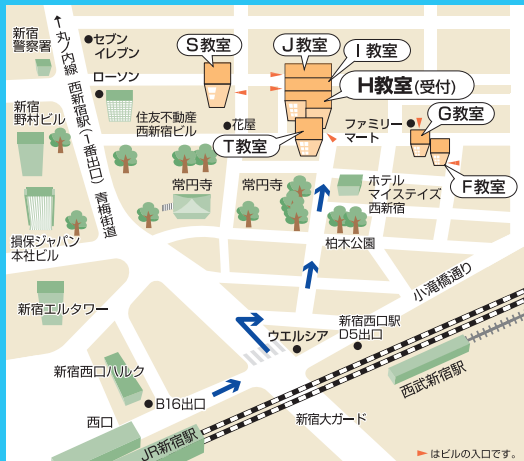 ↑丸ノ内線 西新宿駅(1番出口)
青梅街道
新宿
警察署
セブン
イレブン
ローソン
S教室
J教室
I教室
H教室(受付)
G教室
F教室
T教室
花屋
ファミリー
マート
新宿
野村ビル
住友不動産
西新宿ビル
常円寺
常円寺
ホテル
マイステイズ
西新宿
柏木公園
損保ジャパン
本社ビル
新宿エルタワー
小滝橋通り
ウエルシア
新宿西口駅
D5出口
新宿西口ハルク
B16出口
西武新宿駅
西口
JR新宿駅
新宿大ガード
►はビルの入口です。